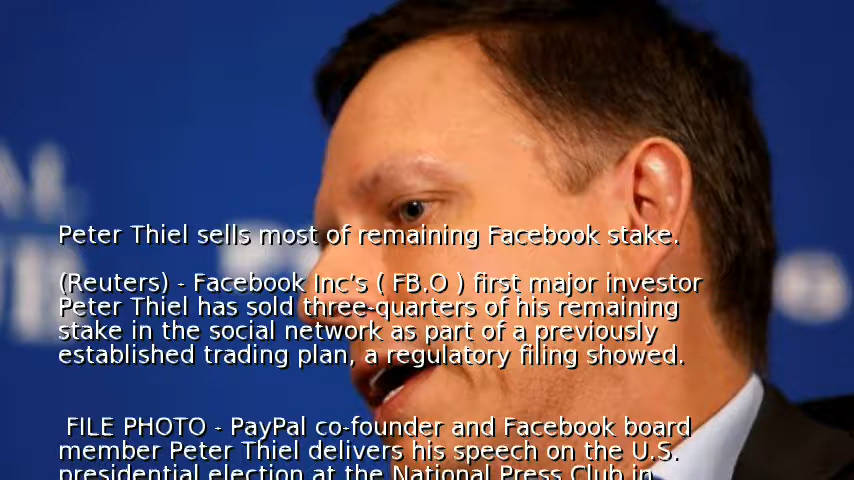 Peter Thiel sells most of remaining Facebook stake.
(Reuters) - Facebook Inc's ( FB.O ) first major investor
Peter Thiel has sold three-quarters of his remaining
stake in the social network as part of a previously
established trading plan, a regulatory filing showed.
FILE PHOTO - PayPal co-founder and Facebook board
member Peter Thiel delivers his speech on the U.S.
presidential election at the National Press Club in